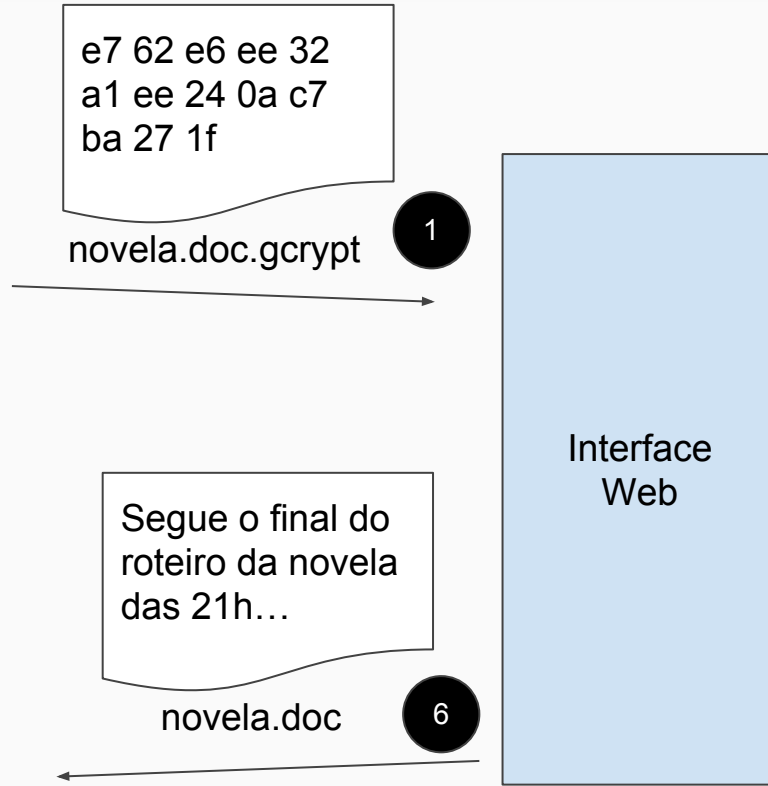 e7 62 e6 ee 32
a1 ee 24 0a c7
ba 27 1f
1
novela.doc.gcrypt
Interface
Web
Segue o final do
roteiro da novela
das 21h…
novela.doc
6